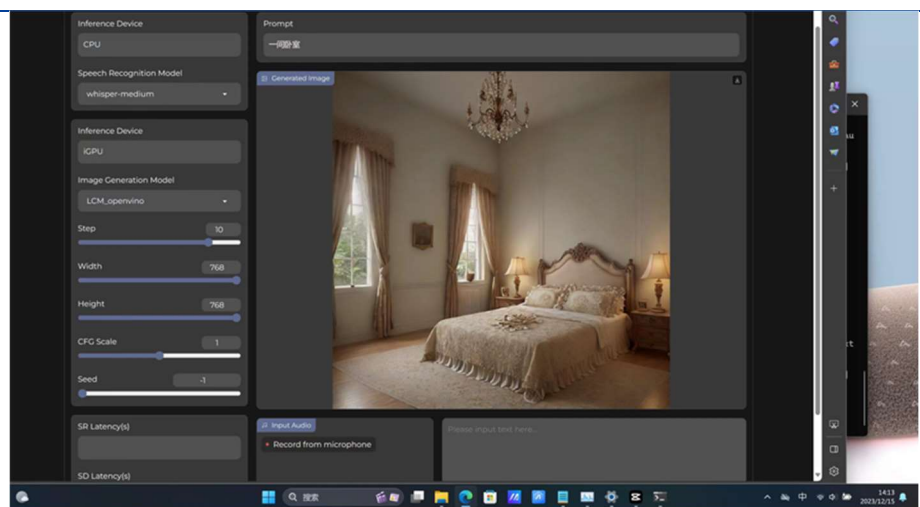 Inference Device
CPU
Speech Recognition Model
whisper-medium
Inference Device
iGPU
Image Generation Model
LCM_openvino
Step
10
Width
768
Height
768
CFG Scale
1
Seed
-1
SR Latency(s)
SD Latency(s)
Prompt
一间卧室
Generated Image
Input Audio
Record from microphone
Please input text here...
搜索
中
14:13
2023/12/15